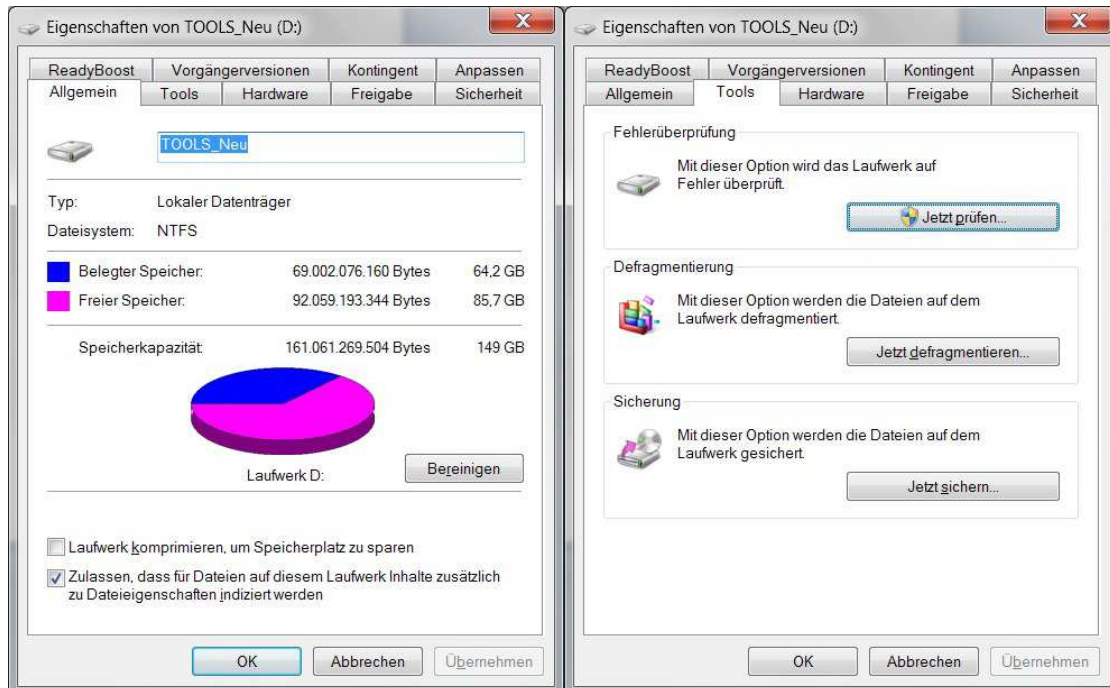 Eigenschaften von TOOLS_Neu (D:)
ReadyBoost Vorgängerversionen Kontingent Anpassen
Allgemein Tools Hardware Freigabe Sicherheit
TOOLS_Neu
Typ: Lokaler Datenträger
Dateisystem: NTFS
Belegter Speicher: 69.002.076.160 Bytes 64,2 GB
Freier Speicher: 92.059.193.344 Bytes 85,7 GB
Speicherkapazität: 161.061.269.504 Bytes 149 GB
Laufwerk D:
Bereinigen
Laufwerk komprimieren, um Speicherplatz zu sparen
Zulassen, dass für Dateien auf diesem Laufwerk Inhalte zusätzlich
zu Dateieigenschaften indiziert werden
OK Abbrechen Übernehmen
Eigenschaften von TOOLS_Neu (D:)
ReadyBoost Vorgängerversionen Kontingent Anpassen
Allgemein Tools Hardware Freigabe Sicherheit
Fehlerüberprüfung
Mit dieser Option wird das Laufwerk auf
Fehler überprüft.
Jetzt prüfen...
Defragmentierung
Mit dieser Option werden die Dateien auf dem
Laufwerk defragmentiert.
Jetzt defragmentieren...
Sicherung
Mit dieser Option werden die Dateien auf dem
Laufwerk gesichert.
Jetzt sichern...
OK Abbrechen Übernehmen